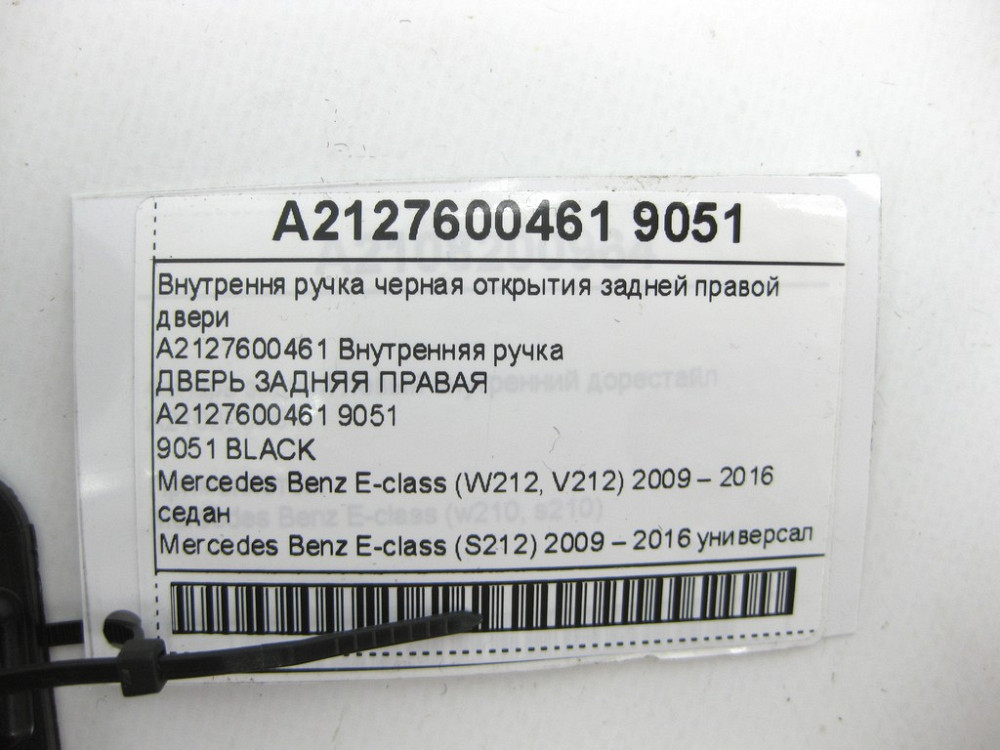 A2127600461 9051
Внутрення ручка черная открытия задней правой
двери
A2127600461 Внутренняя ручка
ДВЕРЬ ЗАДНЯЯ ПРАВАЯ
A2127600461 9051
9051 BLACK
Mercedes Benz E-class (W212, V212) 2009 – 2016
седан
Mercedes Benz E-class (S212) 2009 – 2016 универсал